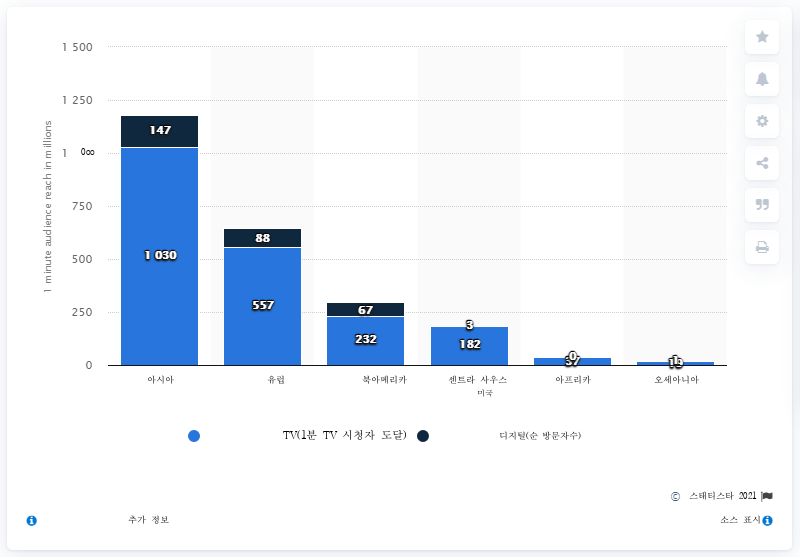 1 500
1 250
1 0∞
750
500
250
0
1 minute audience reach in millions
147
1 030
88
557
67
232
3
182
0
37
아시아
유럽
북아메리카
센트라 사우스
미국
아프리카
오세아니아
TV(1분 TV 시청자 도달)
디지털(순 방문자수)
© 스태티스타 2021
추가 정보
소스 표시